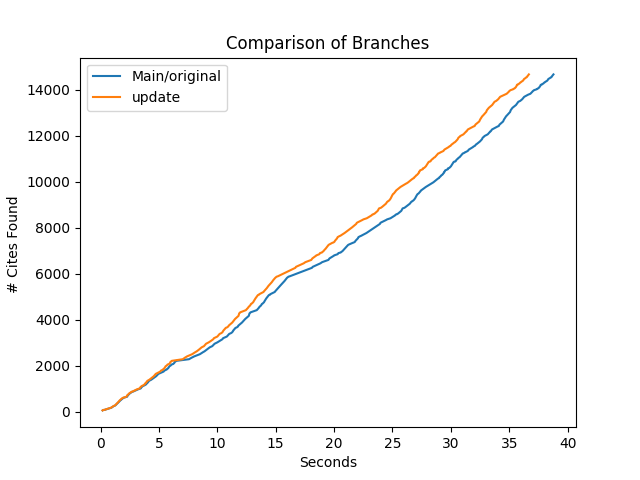 Comparison of Branches
Main/original
update
# Cites Found
14000
12000
10000
8000
6000
4000
2000
0
0 5 10 15 20 25 30 35 40
Seconds